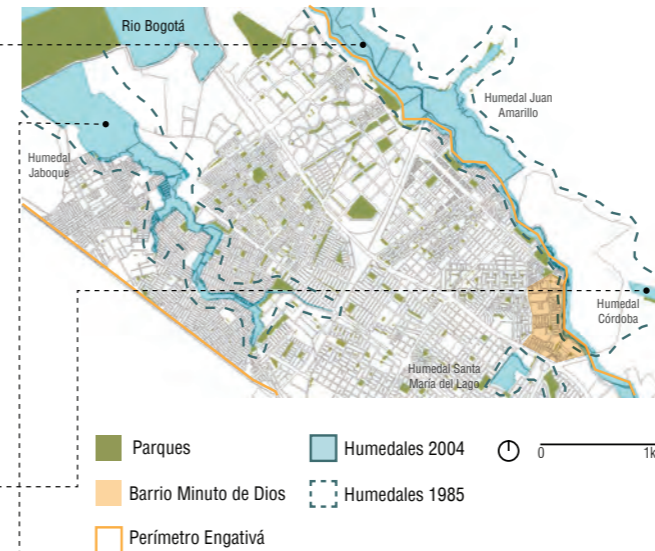 Rio Bogotá
Humedal Juan
Amarillo
Humedal
Jaboque
Humedal
Córdoba
Humedal Santa
María del Lago
Parques
Humedales 2004
0
1k
Barrio Minuto de Dios
Humedales 1985
Perímetro Engativá